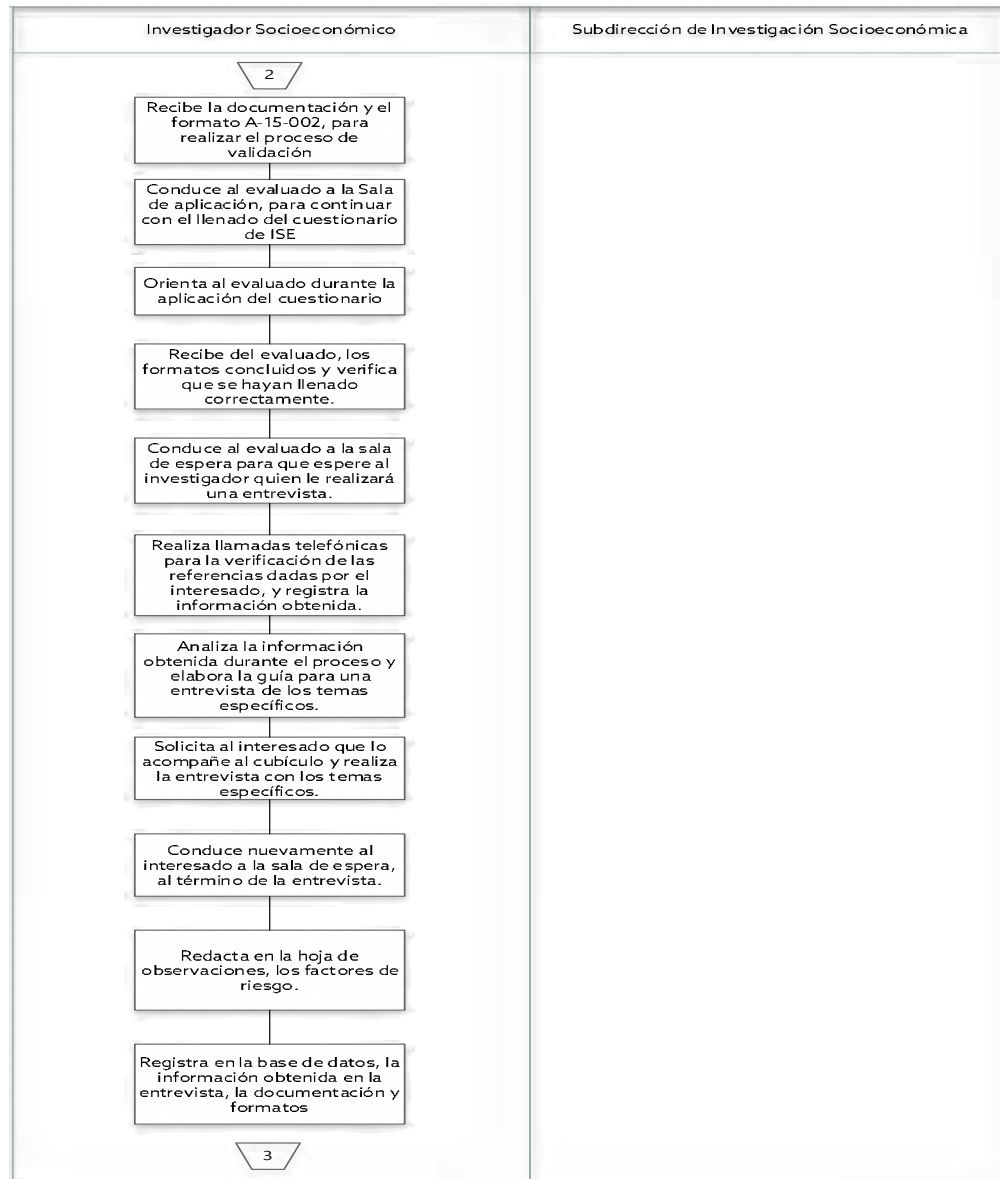 Investigador Socioeconómico
Subdirección de Investigación Socioeconómica
2
Recibe la documentación y el
formato A-15-002, para
realizar el proceso de
validación
Conduce al evaluado a la Sala
de aplicación, para continuar
con el llenado del cuestionario
de ISE
Orienta al evaluado durante la
aplicación del cuestionario
Recibe del evaluado, los
formatos concluidos y verifica
que se hayan llenado
correctamente.
Conduce al evaluado a la sala
de espera para que espere al
investigador quien le realizará
una entrevista.
Realiza llamadas telefónicas
para la verificación de las
referencias dadas por el
interesado, y registra la
información obtenida.
Analiza la información
obtenida durante el proceso y
elabora la guía para una
entrevista de los temas
específicos.
Solicita al interesado que lo
acompañe al cubículo y realiza
la entrevista con los temas
específicos.
Conduce nuevamente al
interesado a la sala de espera,
al término de la entrevista.
Redacta en la hoja de
observaciones, los factores de
riesgo.
Registra en la base de datos, la
información obtenida en la
entrevista, la documentación y
formatos
3